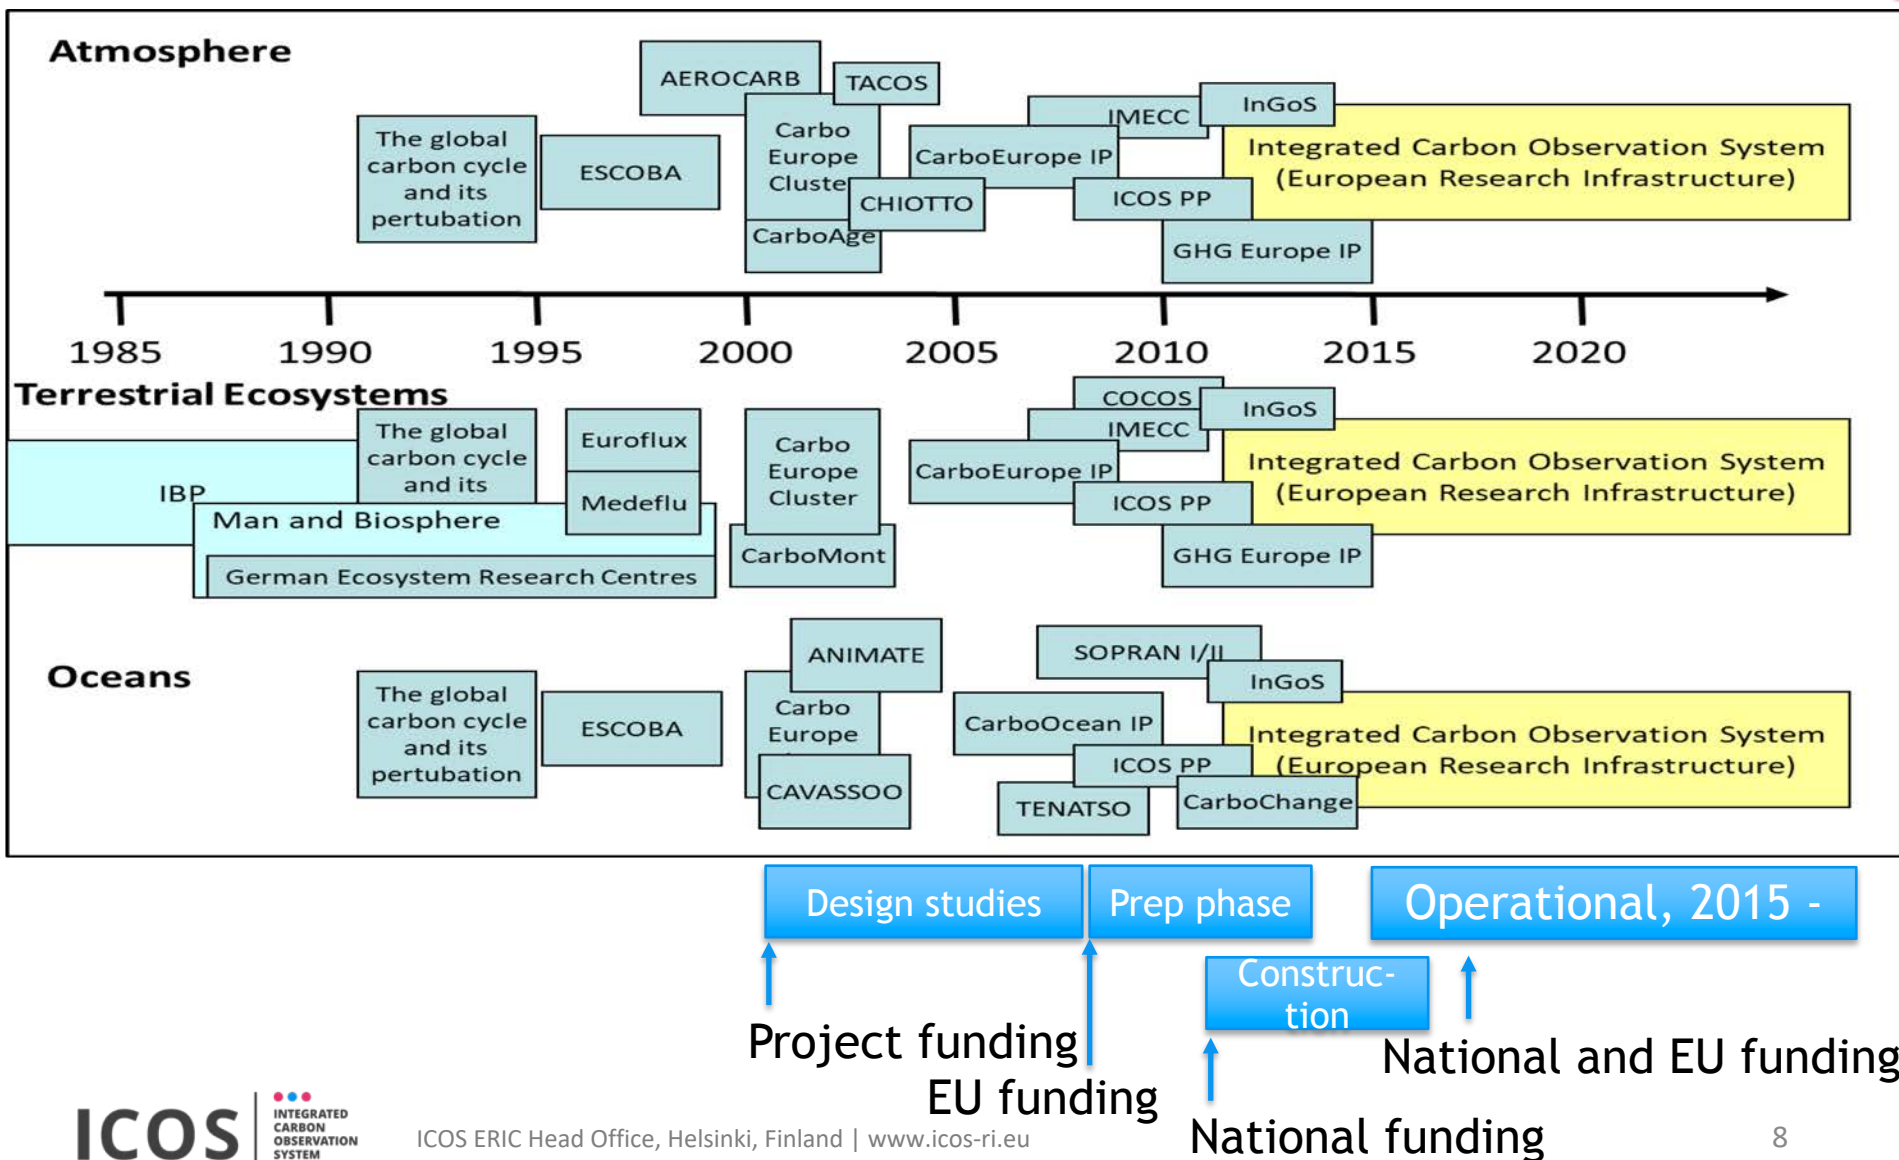 Atmosphere
AEROCARB
TACOS
The global
carbon cycle
and its
pertubation
ESCOBA
Carbo
Europe
Cluste
CarboAge
CHIOTTO
CarboEurope IP
IMECC
InGoS
ICOS PP
GHG Europe IP
Integrated Carbon Observation System
(European Research Infrastructure)
1985
1990
1995
2000
2005
2010
2015
2020
Terrestrial Ecosystems
IBP
The global
carbon cycle
and its
Man and Biosphere
German Ecosystem Research Centres
Euroflux
Medeflu
Carbo
Europe
Cluster
CarboMont
CarboEurope IP
COCOS
IMECC
InGoS
ICOS PP
GHG Europe IP
Integrated Carbon Observation System
(European Research Infrastructure)
Oceans
The global
carbon cycle
and its
pertubation
ESCOBA
ANIMATE
Carbo
Europe
CAVASSOO
SOPRAN I/II
InGoS
CarboOcean IP
ICOS PP
TENATSO
CarboChange
Integrated Carbon Observation System
(European Research Infrastructure)
Design studies
Prep phase
Operational, 2015 -
Construc-
tion
Project funding
EU funding
National and EU funding
National funding
ICOS
INTEGRATED
CARBON
OBSERVATION
SYSTEM
ICOS ERIC Head Office, Helsinki, Finland | www.icos-ri.eu
8